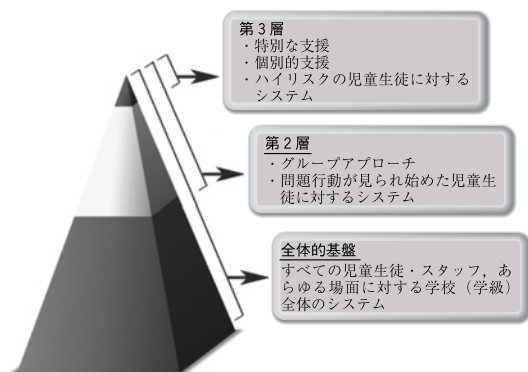 第３層
・特別な支援
・個別的支援
・ハイリスクの児童生徒に対する
システム
第２層
・グループアプローチ
・問題行動が見られ始めた児童生
徒に対するシステム
全体的基盤
すべての児童生徒・スタッフ，あ
らゆる場面に対する学校（学級）
全体のシステム